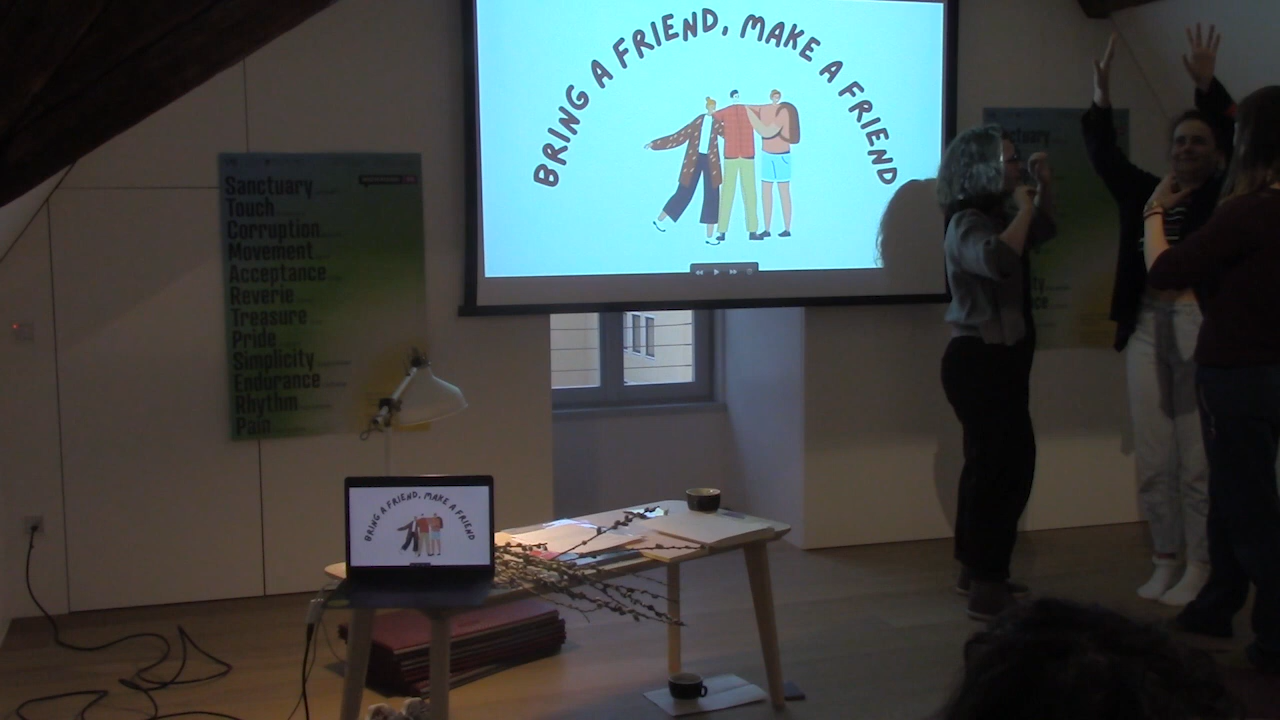 BRING A FRIEND, MAKE A FRIEND
Sanctuary
Touch
Corruption
Movement
Acceptance
Reverie
Treasure
Pride
Simplicity
Endurance
Rhythm
Pain
BRING A FRIEND, MAKE A FRIEND